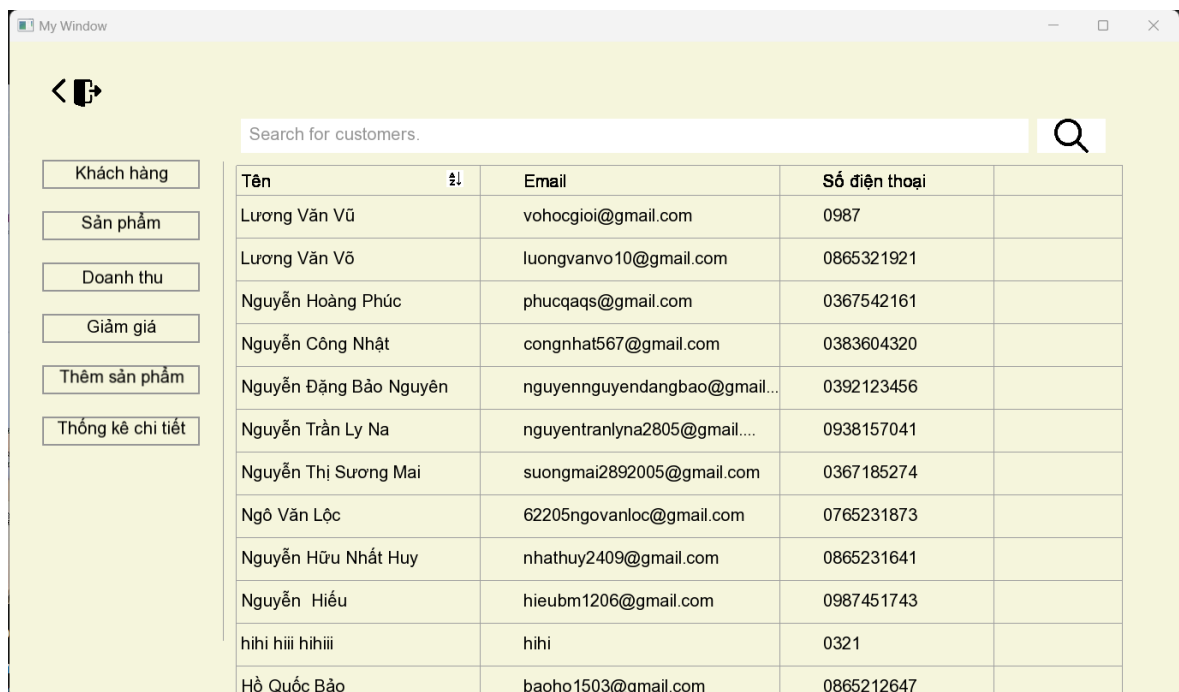 My Window
Search for customers.
Khách hàng
Sản phẩm
Doanh thu
Giảm giá
Thêm sản phẩm
Thống kê chi tiết
Tên Email Số điện thoại
Lương Văn Vũ vohocgioi@gmail.com 0987
Lương Văn Võ luongvanvo10@gmail.com 0865321921
Nguyễn Hoàng Phúc phucqaqs@gmail.com 0367542161
Nguyễn Công Nhật congnhat567@gmail.com 0383604320
Nguyễn Đặng Bảo Nguyên nguyennguyendangbao@gmail... 0392123456
Nguyễn Trần Ly Na nguyentranlyna2805@gmail.... 0938157041
Nguyễn Thị Sương Mai suongmai2892005@gmail.com 0367185274
Ngô Văn Lộc 62205ngovanloc@gmail.com 0765231873
Nguyễn Hữu Nhất Huy nhathuy2409@gmail.com 0865231641
Nguyễn  Hiếu hieubm1206@gmail.com 0987451743
hihi hiii hihiii hihi 0321
Hồ Quốc Bảo baoho1503@gmail.com 0865212647